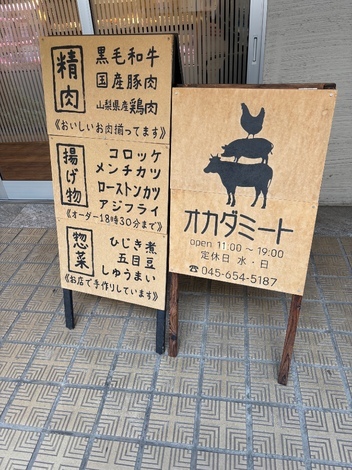 精肉
黒毛和牛
国産豚肉
山梨県産鶏肉
《おいしいお肉揃ってます》
揚げ物
コロッケ
メンチカツ
ローストンカツ
アジフライ
《オーダー18時30分まで》
惣菜
ひじき煮
五目豆
しゅうまい
《お店で手作りしています》
オカダミート
open 11:00〜19:00
定休日 水・日
☎045-654-5187